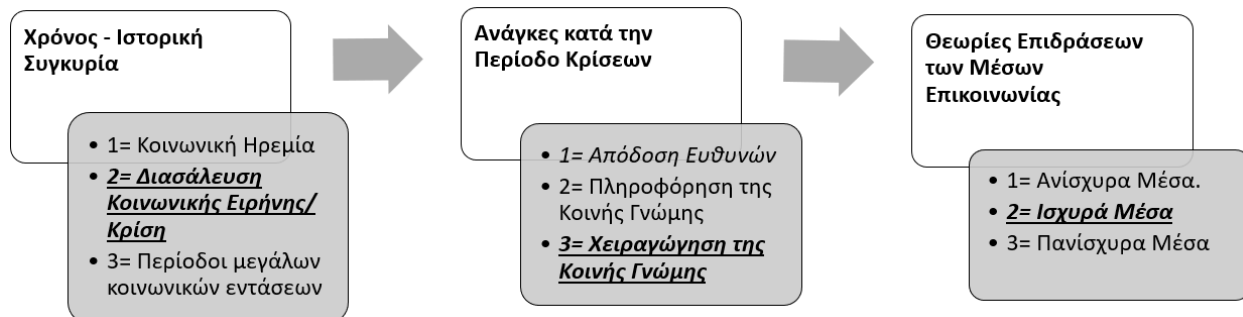 Χρόνος - Ιστορική
Συγκυρία
• 1= Κοινωνική Ηρεμία
• 2= Διασάλευση
Κοινωνικής Ειρήνης/
Κρίση
• 3= Περίοδοι μεγάλων
κοινωνικών εντάσεων
Ανάγκες κατά την
Περίοδο Κρίσεων
• 1= Απόδοση Ευθυνών
• 2= Πληροφόρηση της
Κοινής Γνώμης
• 3= Χειραγώγηση της
Κοινής Γνώμης
Θεωρίες Επιδράσεων
των Μέσων
Επικοινωνίας
• 1= Ανίσχυρα Μέσα.
• 2= Ισχυρά Μέσα
• 3= Πανίσχυρα Μέσα